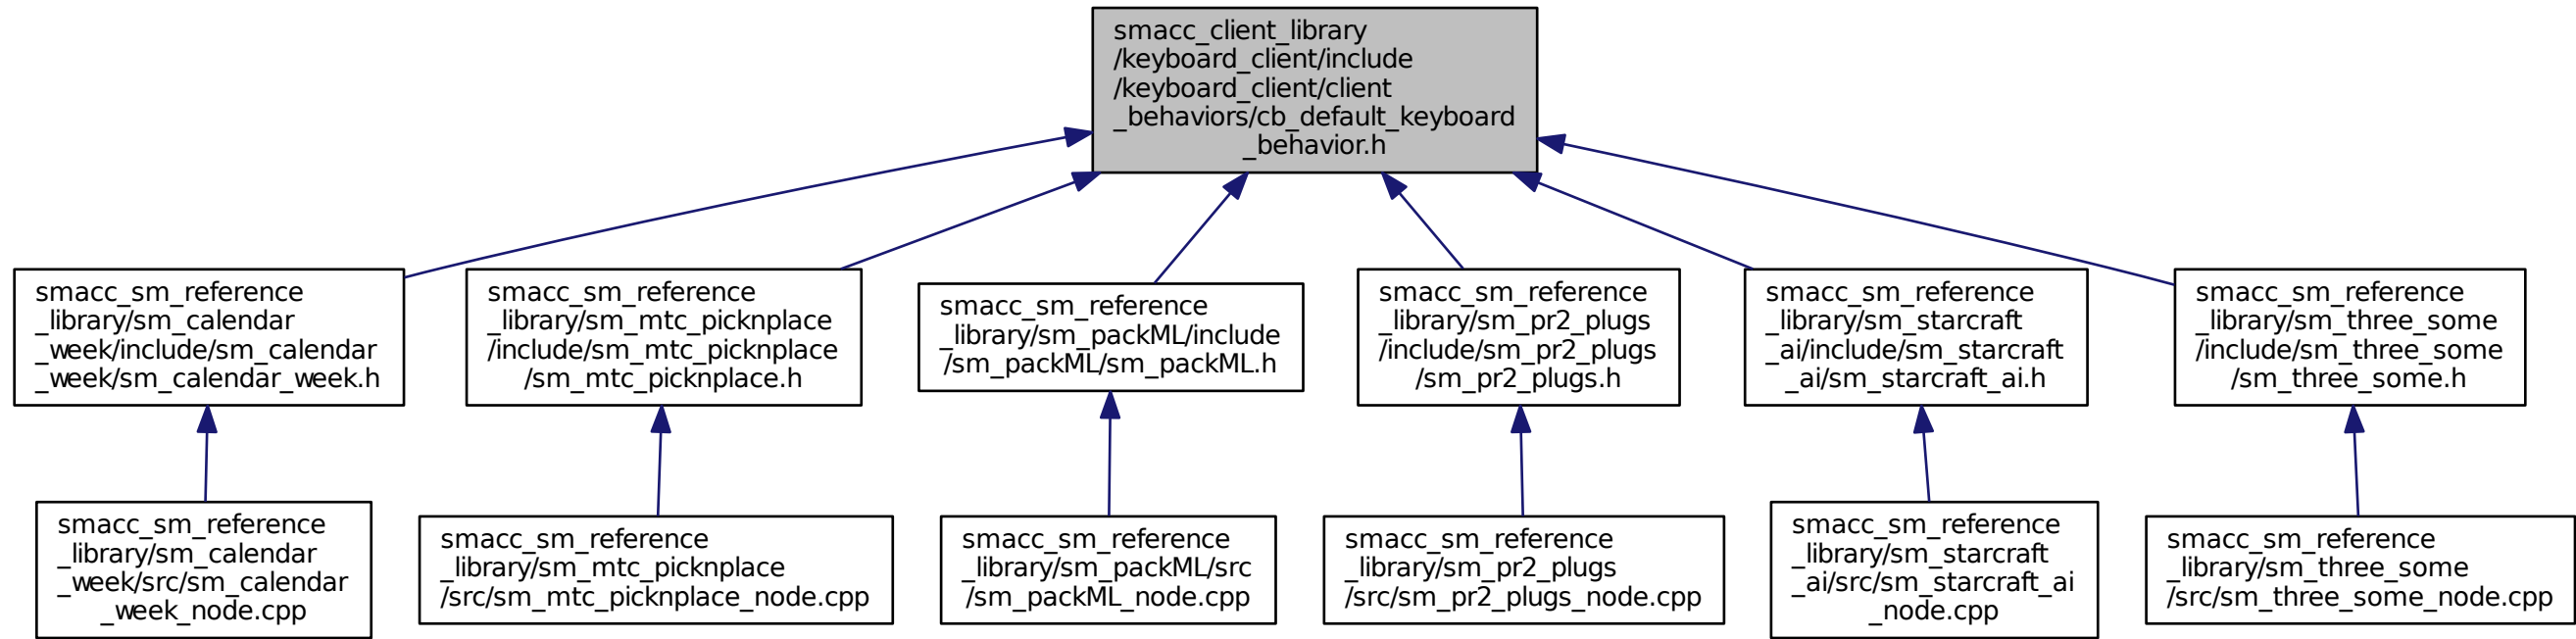 smacc_client_library
/keyboard_client/include
/keyboard_client/client
_behaviors/cb_default_keyboard
_behavior.h
smacc_sm_reference
_library/sm_calendar
_week/include/sm_calendar
_week/sm_calendar_week.h
smacc_sm_reference
_library/sm_mtc_picknplace
/include/sm_mtc_picknplace
/sm_mtc_picknplace.h
smacc_sm_reference
_library/sm_packML/include
/sm_packML/sm_packML.h
smacc_sm_reference
_library/sm_pr2_plugs
/include/sm_pr2_plugs
/sm_pr2_plugs.h
smacc_sm_reference
_library/sm_starcraft
_ai/include/sm_starcraft
_ai/sm_starcraft_ai.h
smacc_sm_reference
_library/sm_three_some
/include/sm_three_some
/sm_three_some.h
smacc_sm_reference
_library/sm_calendar
_week/src/sm_calendar
_week_node.cpp
smacc_sm_reference
_library/sm_mtc_picknplace
/src/sm_mtc_picknplace_node.cpp
smacc_sm_reference
_library/sm_packML/src
/sm_packML_node.cpp
smacc_sm_reference
_library/sm_pr2_plugs
/src/sm_pr2_plugs_node.cpp
smacc_sm_reference
_library/sm_starcraft
_ai/src/sm_starcraft_ai
_node.cpp
smacc_sm_reference
_library/sm_three_some
/src/sm_three_some_node.cpp